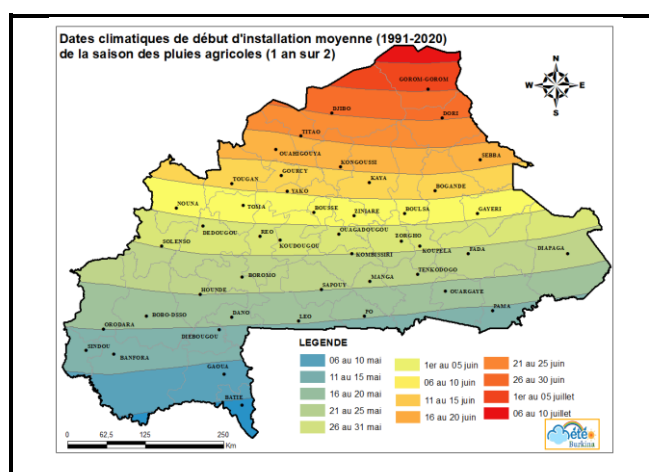 Dates climatiques de début d'installation moyenne (1991-2020)
de la saison des pluies agricoles (1 an sur 2)
N
W E
S
GOROM-GOROM
DJIBO
DORI
TITAO
OUAHIGOUYA
KONGOUSSI
SEBBA
GOURCY
TOUGAN
KAYA
YAKO
BOGANDE
NOUNA
TOMA
BOUSSE
ZINIARE
BOULSA
GAYERI
DEDOUGOU
REO
OUAGADOUGOU
SOLENSO
KOUDOUGOU
ZORGHO
KOUPELA
FADA
DIAPAGA
KOMBISSIRI
BOROMO
TENKODOGO
MANGA
HOUNDE
SAPOUY
OUARGAYE
BOBO-DSSO
DANO
LEO
PO
PAMA
ORODARA
DIEBOUGOU
SINDOU
BANFORA
GAOUA
BATIE
LEGENDE
06 au 10 mai
11 au 15 mai
16 au 20 mai
21 au 25 mai
26 au 31 mai
1er au 05 juin
06 au 10 juin
11 au 15 juin
16 au 20 juin
21 au 25 juin
26 au 30 juin
1er au 05 juillet
06 au 10 juillet
0 62,5 125 250
Km
météo
Burkina